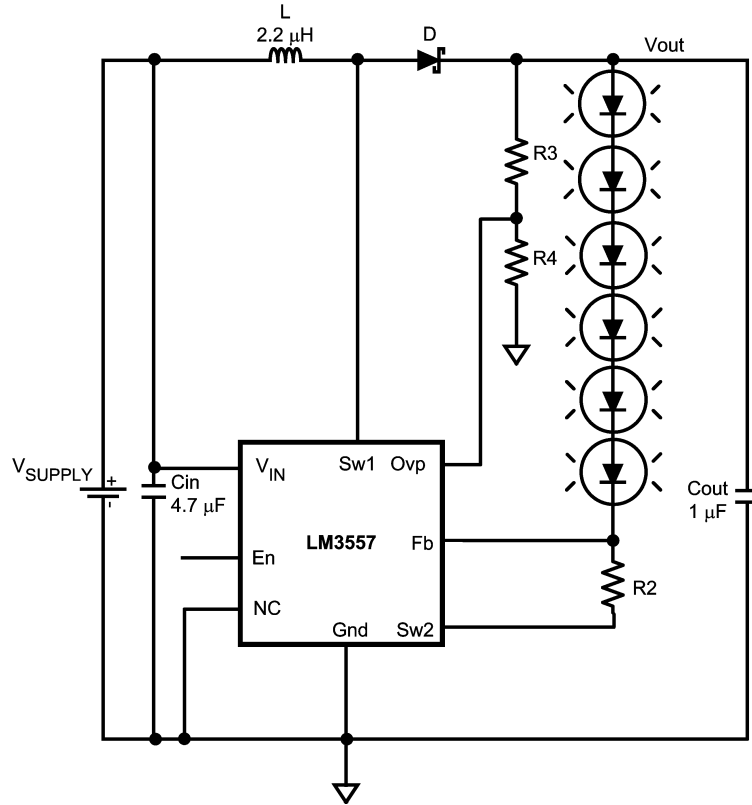 L
2.2 μH
D
Vout
R3
R4
VSUPPLY
+
-
Cin
4.7 μF
VIN
Sw1
Ovp
LM3557
En
Fb
NC
Gnd
Sw2
R2
Cout
1 μF